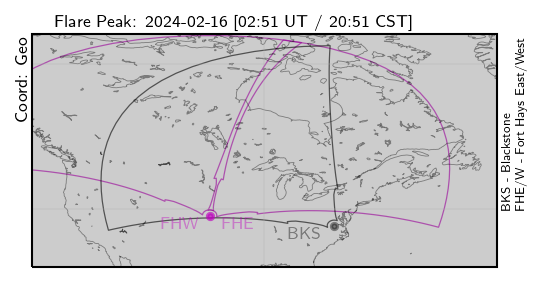 Flare Peak: 2024-02-16 [02:51 UT / 20:51 CST]
Coord: Geo
FHW
FHE
BKS
BKS - Blackstone
FHE/W - Fort Hays East/West